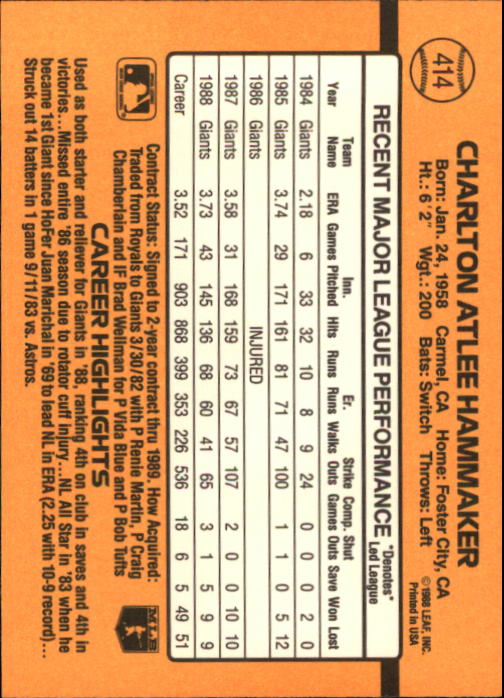 414
CHARLTON ATLEE HAMMAKER
Born: Jan. 24, 1958 Carmel, CA Home: Foster City, CA
Ht.: 6' 2" Wgt.: 200 Bats: Switch Throws: Left
© 1988 LEAF, INC.
Printed in USA
RECENT MAJOR LEAGUE PERFORMANCE *Denotes* Led League
Year Team Name ERA Games Inn. Pitched Hits Runs Er. Runs Walks Strike Outs Comp. Games Shut Outs Save Won Lost
1984 Giants 2.18 6 33 32 10 8 9 24 0 0 0 2 0
1985 Giants 3.74 29 171 161 81 71 47 100 1 1 0 5 12
1986 Giants INJURED
1987 Giants 3.58 31 168 159 73 67 57 107 2 0 0 10 10
1988 Giants 3.73 43 145 136 68 60 41 65 3 1 5 9 9
Career 3.52 171 903 868 399 353 226 536 18 6 5 49 51
Contract Status: Signed to 2-year contract thru 1989. How Acquired:
Traded from Royals to Giants 3/30/82 with P Renie Martin, P Craig
Chamberlain and IF Brad Wellman for P Vida Blue and P Bob Tufts
MLB
CAREER HIGHLIGHTS
Used as both starter and reliever for Giants in '88, ranking 4th on club in saves and 4th in
victories...Missed entire '86 season due to rotator cuff injury....NL All Star in '83 when he
became 1st Giant since HoFer Juan Marichal in '69 to lead NL in ERA (2.25 with 10-9 record)...
Struck out 14 batters in 1 game 9/11/83 vs. Astros.